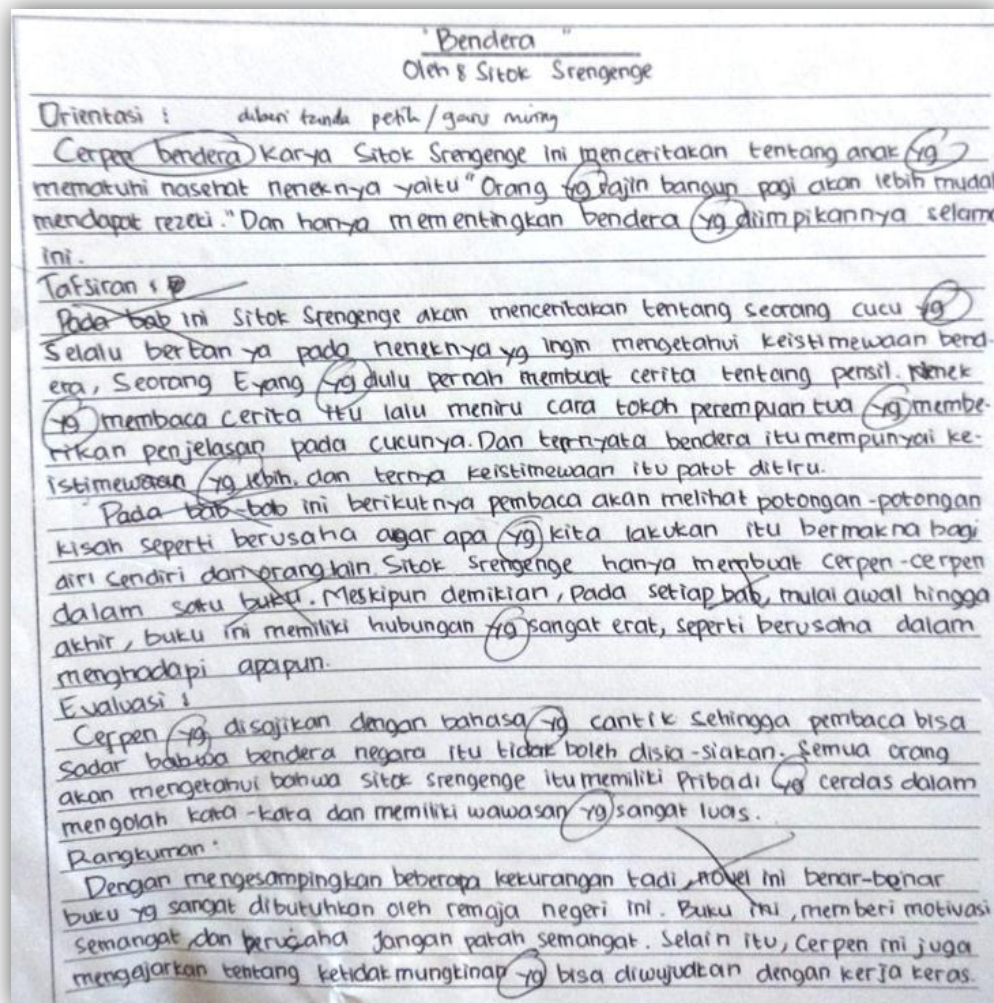 "Bendera"
Oleh : Sitok Srengenge
Orientasi : diberi tanda petik/garis miring
Cerpen bendera karya Sitok Srengenge ini menceritakan tentang anak yg
mematuhi nasehat neneknya yaitu "Orang yg rajin bangun pagi akan lebih mudah
mendapat rezeki." Dan hanya mementingkan bendera yg diimpikannya selama
ini.
Tafsiran :
Pada bab ini Sitok Srengenge akan menceritakan tentang seorang cucu yg
Selalu bertanya pada neneknya yg ingin mengetahui keistimewaan bend-
era, Seorang Eyang yg dulu pernah membuat cerita tentang pensil. Nenek
yg membaca cerita itu lalu meniru cara tokoh perempuan tua yg membe-
rikan penjelasan pada cucunya. Dan ternyata bendera itu mempunyai ke-
istimewaan yg lebih, dan keistimewaan itu patot ditiru.
Pada bab-bab ini berikutnya pembaca akan melihat potongan-potongan
kisah seperti berusaha agar apa yg kita lakukan itu bermakna bagi
diri sendiri dan orang lain. Sitok Srengenge hanya membuat cerpen-cerpen
dalam satu buku. Meskipun demikian, pada setiap bab, mulai awal hingga
akhir, buku ini memiliki hubungan yg sangat erat, seperti berusaha dalam
menghadapi apapun.
Evaluasi :
Cerpen yg disajikan dengan bahasa yg cantik sehingga pembaca bisa
sadar bahwa bendera negara itu tidak boleh disia-siakan. Semua orang
akan mengetahui bahwa sitok srengenge itu memiliki Pribadi yg cerdas dalam
mengolah kata-kata dan memiliki wawasan yg sangat luas.
Rangkuman :
Dengan mengesampingkan beberapa kekurangan tadi, novel ini benar-benar
buku yg sangat dibutuhkan oleh remaja negeri ini. Buku ini, memberi motivasi
semangat dan berusaha jangan patah semangat. Selain itu, Cerpen ini juga
mengajarkan tentang ketidakmungkinan yg bisa diwujudkan dengan kerja keras.